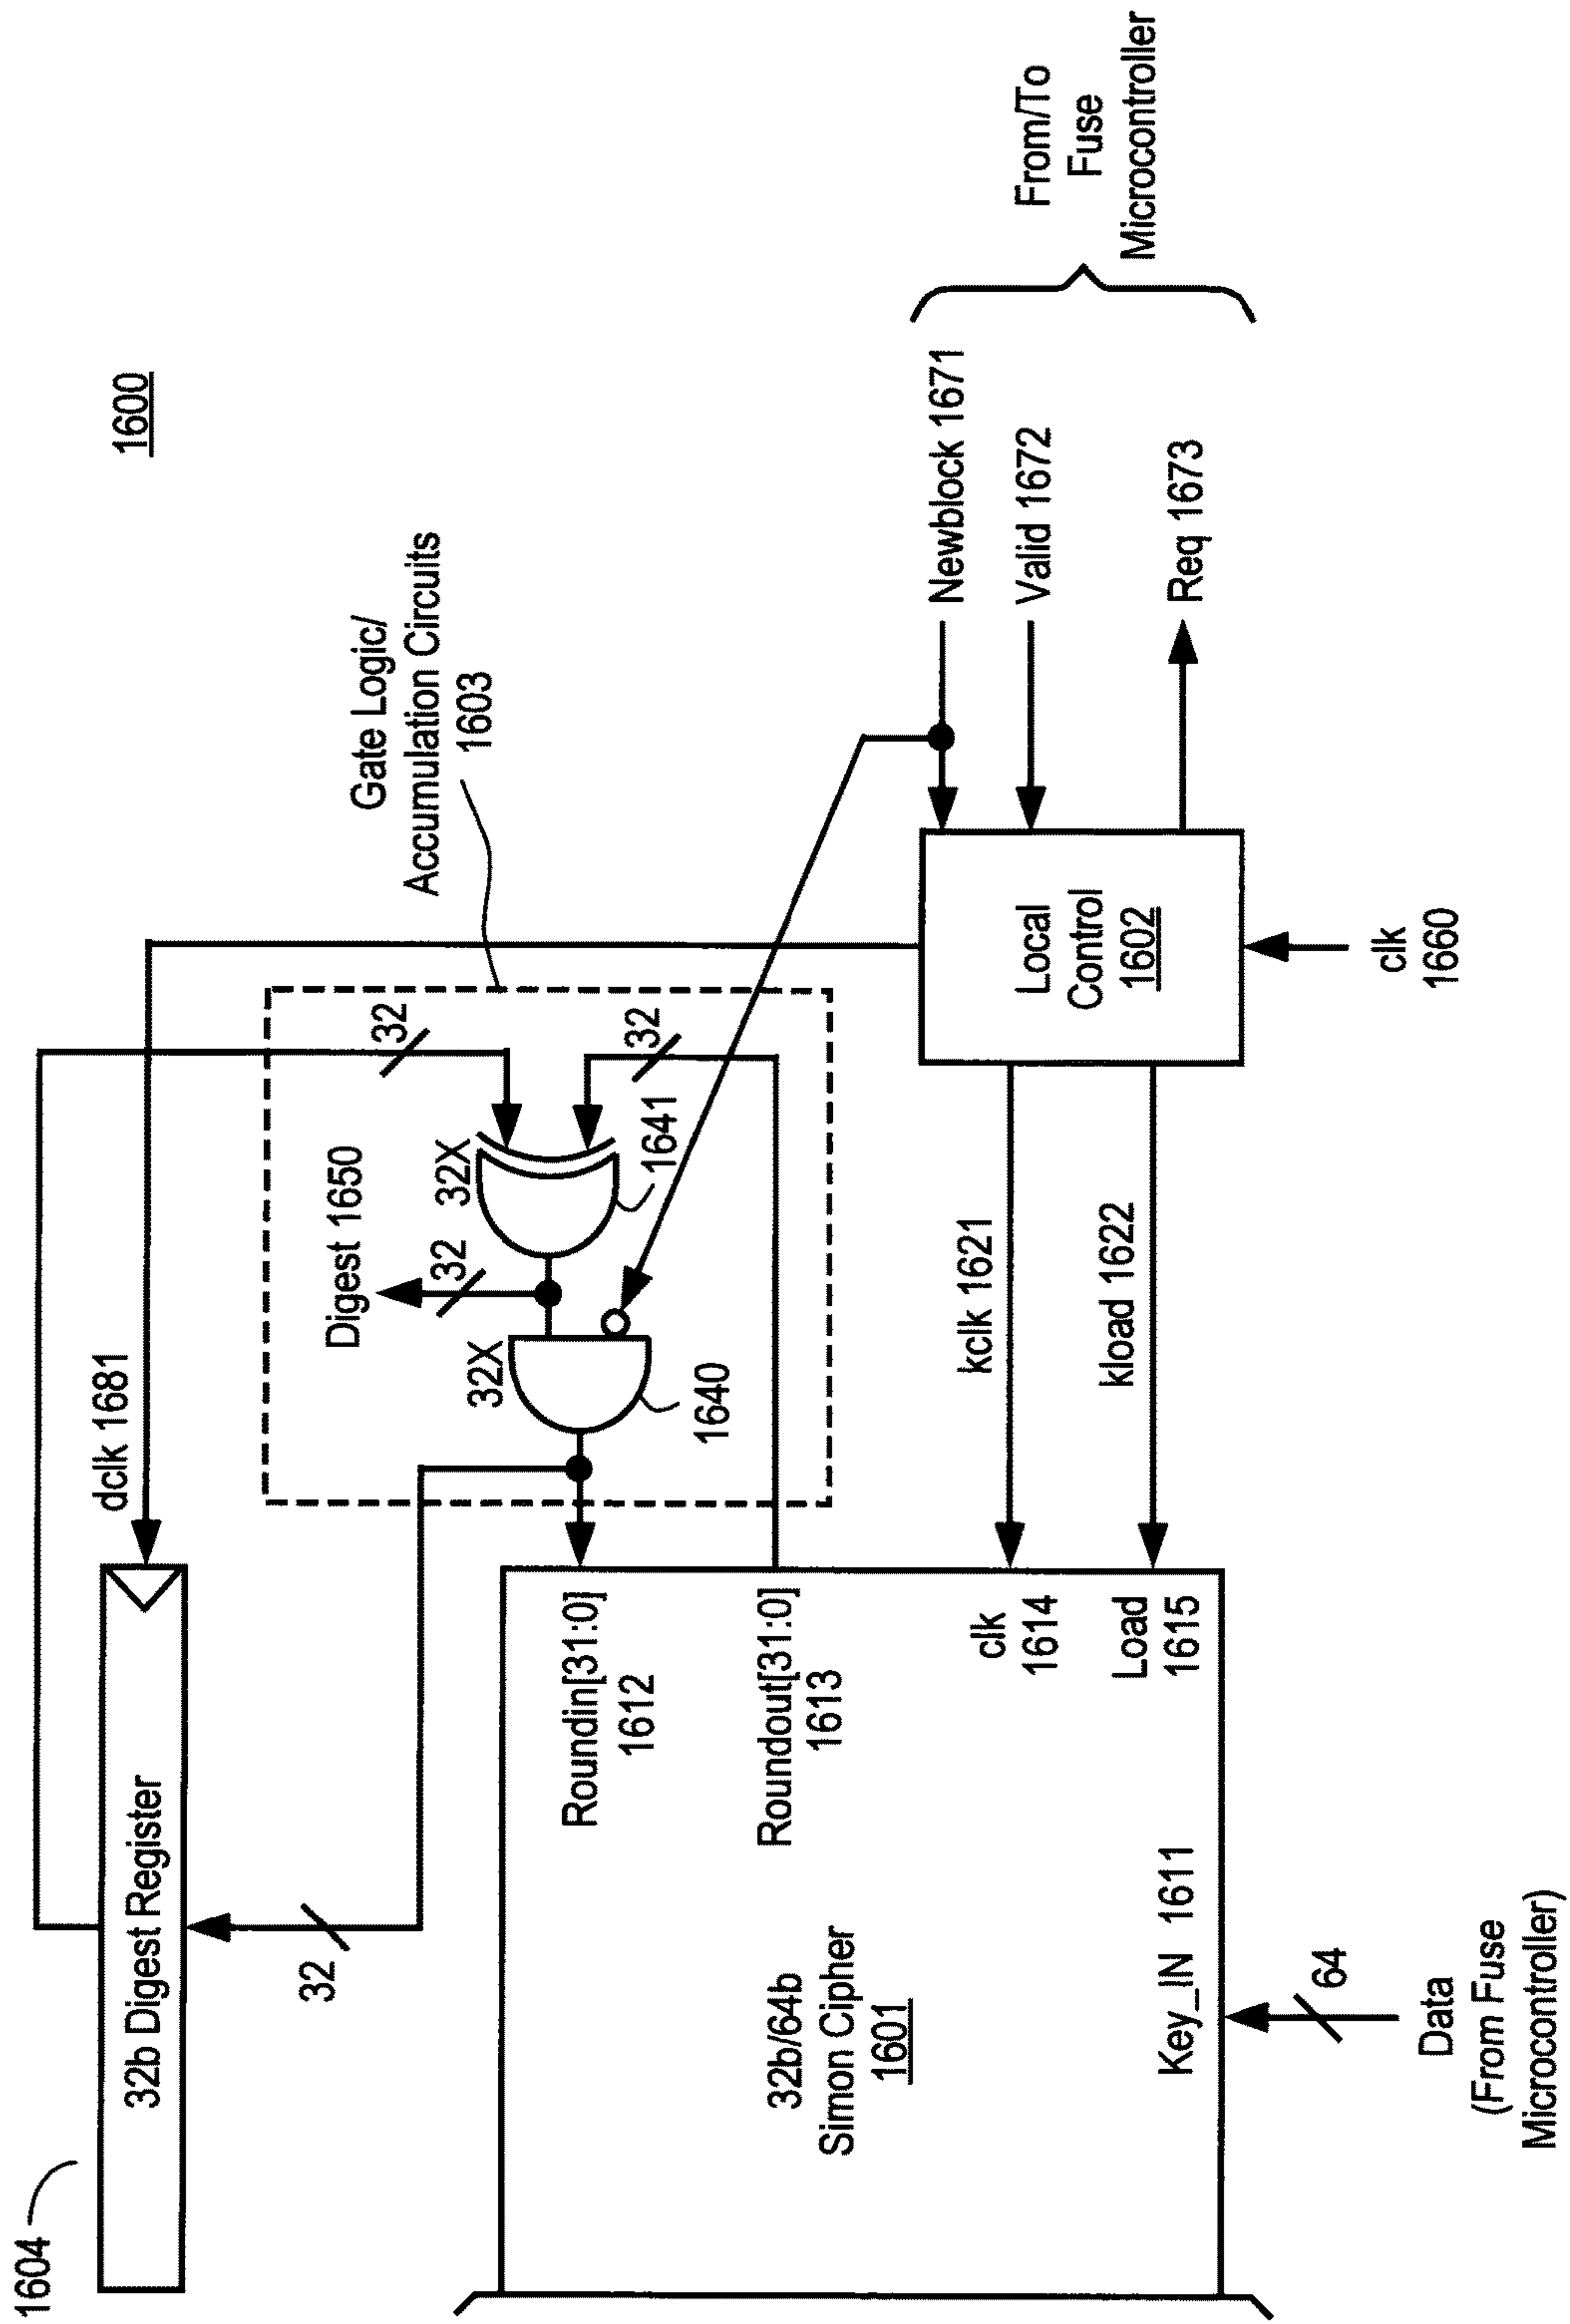 1600
1604
32b Digest Register
dclk 1681
Gate Logic/
Accumulation Circuits
1603
32
32
Digest 1650
32
32X
1641
32X
1640
32
Roundin[31:0]
1612
Roundout[31:0]
1613
32b/64b
Simon Cipher
1601
clk
1614
Load
1615
Key_IN 1611
64
Data
(From Fuse
Microcontroller)
kclk 1621
kload 1622
Local
Control
1602
clk
1660
Newblock 1671
Valid 1672
Req 1673
From/To
Fuse
Microcontroller